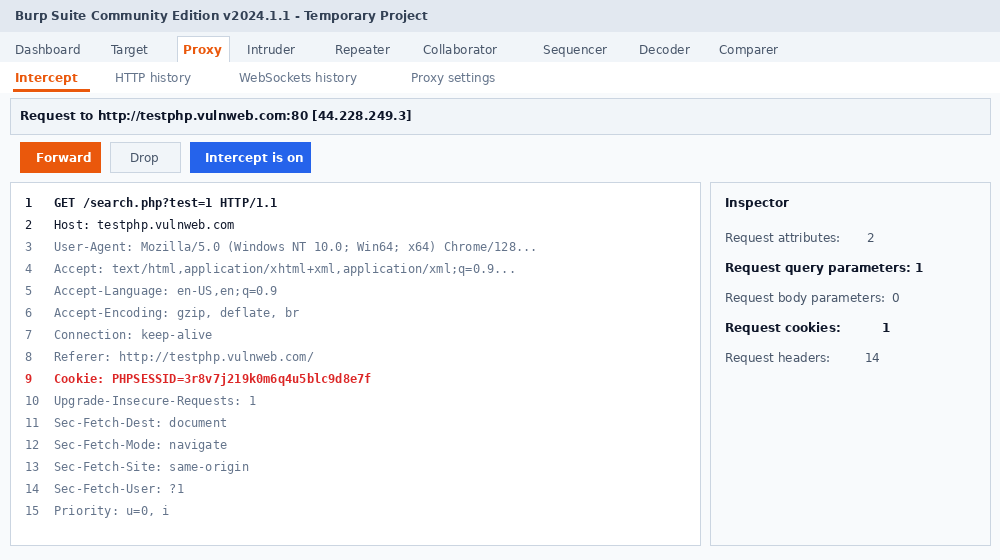 Burp Suite Community Edition v2024.1.1 - Temporary Project
Dashboard Target Proxy Intruder Repeater Collaborator Sequencer Decoder Comparer
Intercept HTTP history WebSockets history Proxy settings
Request to http://testphp.vulnweb.com:80 [44.228.249.3]
Forward Drop Intercept is on
1 GET /search.php?test=1 HTTP/1.1
2 Host: testphp.vulnweb.com
3 User-Agent: Mozilla/5.0 (Windows NT 10.0; Win64; x64) Chrome/128...
4 Accept: text/html,application/xhtml+xml,application/xml;q=0.9...
5 Accept-Language: en-US,en;q=0.9
6 Accept-Encoding: gzip, deflate, br
7 Connection: keep-alive
8 Referer: http://testphp.vulnweb.com/
9 Cookie: PHPSESSID=3r8v7j219k0m6q4u5blc9d8e7f
10 Upgrade-Insecure-Requests: 1
11 Sec-Fetch-Dest: document
12 Sec-Fetch-Mode: navigate
13 Sec-Fetch-Site: same-origin
14 Sec-Fetch-User: ?1
15 Priority: u=0, i
Inspector
Request attributes: 2
Request query parameters: 1
Request body parameters: 0
Request cookies: 1
Request headers: 14